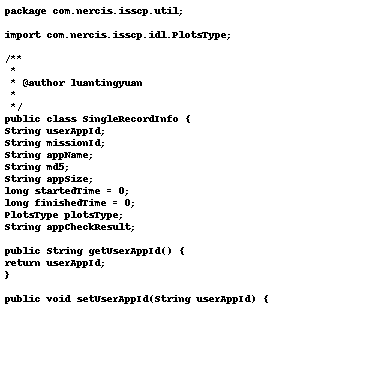 package com.nercis.isscp.util;

import com.nercis.isscp.idl.PlotsType;

/**
 *
 * @author luantingyuan
 *
 */
public class SingleRecordInfo {
String userAppId;
String missionId;
String appName;
String md5;
String appSize;
long startedTime = 0;
long finishedTime = 0;
PlotsType plotsType;
String appCheckResult;

public String getUserAppId() {
return userAppId;
}

public void setUserAppId(String userAppId) {